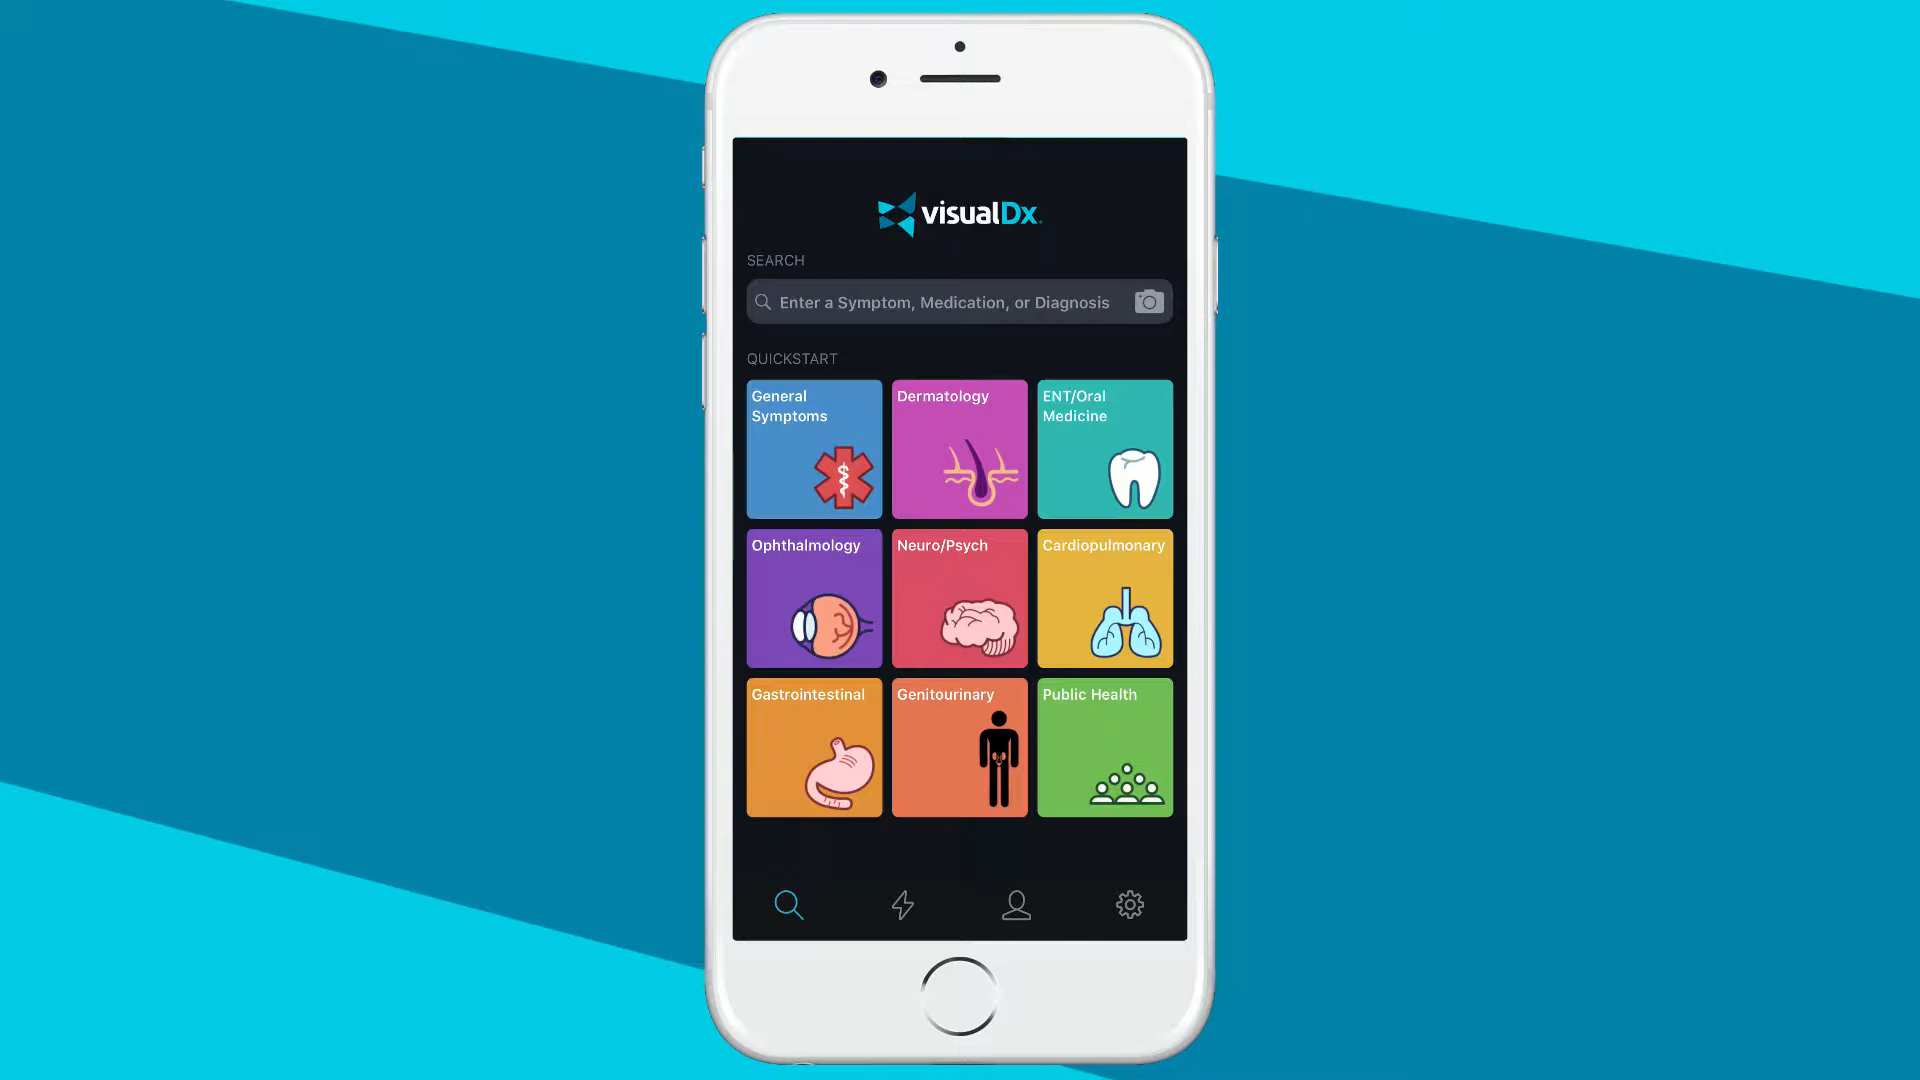 visualDx.
SEARCH
Enter a Symptom, Medication, or Diagnosis
QUICKSTART
General
Symptoms
Dermatology
ENT/Oral
Medicine
Ophthalmology
Neuro/Psych
Cardiopulmonary
Gastrointestinal
Genitourinary
Public Health